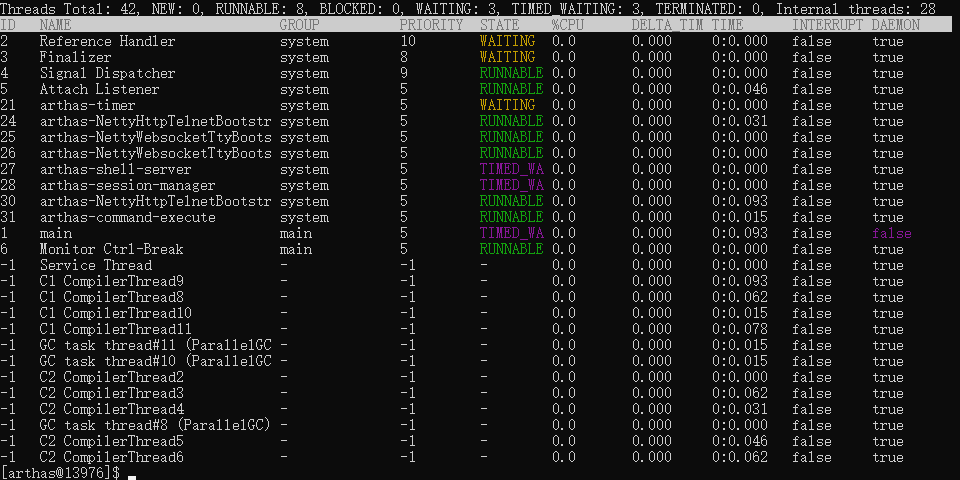 Threads Total: 42, NEW: 0, RUNNABLE: 8, BLOCKED: 0, WAITING: 3, TIMED_WAITING: 3, TERMINATED: 0, Internal threads: 28
ID NAME GROUP PRIORITY STATE %CPU DELTA_TIM TIME INTERRUPT DAEMON
2 Reference Handler system 10 WAITING 0.0 0.000 0:0.000 false true
3 Finalizer system 8 WAITING 0.0 0.000 0:0.000 false true
4 Signal Dispatcher system 9 RUNNABLE 0.0 0.000 0:0.000 false true
5 Attach Listener system 5 RUNNABLE 0.0 0.000 0:0.046 false true
21 arthas-timer system 5 WAITING 0.0 0.000 0:0.000 false true
24 arthas-NettyHttpTelnetBootstr system 5 RUNNABLE 0.0 0.000 0:0.031 false true
25 arthas-NettyWebsocketTtyBoots system 5 RUNNABLE 0.0 0.000 0:0.000 false true
26 arthas-NettyWebsocketTtyBoots system 5 RUNNABLE 0.0 0.000 0:0.000 false true
27 arthas-shell-server system 5 TIMED_WA 0.0 0.000 0:0.000 false true
28 arthas-session-manager system 5 TIMED_WA 0.0 0.000 0:0.000 false true
30 arthas-NettyHttpTelnetBootstr system 5 RUNNABLE 0.0 0.000 0:0.093 false true
31 arthas-command-execute system 5 RUNNABLE 0.0 0.000 0:0.015 false true
1 main main 5 TIMED_WA 0.0 0.000 0:0.093 false false
6 Monitor Ctrl-Break main 5 RUNNABLE 0.0 0.000 0:0.000 false true
-1 Service Thread - -1 - 0.0 0.000 0:0.000 false true
-1 C1 CompilerThread9 - -1 - 0.0 0.000 0:0.093 false true
-1 C1 CompilerThread8 - -1 - 0.0 0.000 0:0.062 false true
-1 C1 CompilerThread10 - -1 - 0.0 0.000 0:0.015 false true
-1 C1 CompilerThread11 - -1 - 0.0 0.000 0:0.078 false true
-1 GC task thread#11 (ParallelGC - -1 - 0.0 0.000 0:0.015 false true
-1 GC task thread#10 (ParallelGC - -1 - 0.0 0.000 0:0.015 false true
-1 C2 CompilerThread2 - -1 - 0.0 0.000 0:0.000 false true
-1 C2 CompilerThread3 - -1 - 0.0 0.000 0:0.062 false true
-1 C2 CompilerThread4 - -1 - 0.0 0.000 0:0.031 false true
-1 GC task thread#8 (ParallelGC) - -1 - 0.0 0.000 0:0.000 false true
-1 C2 CompilerThread5 - -1 - 0.0 0.000 0:0.046 false true
-1 C2 CompilerThread6 - -1 - 0.0 0.000 0:0.062 false true
[arthas@13976]$